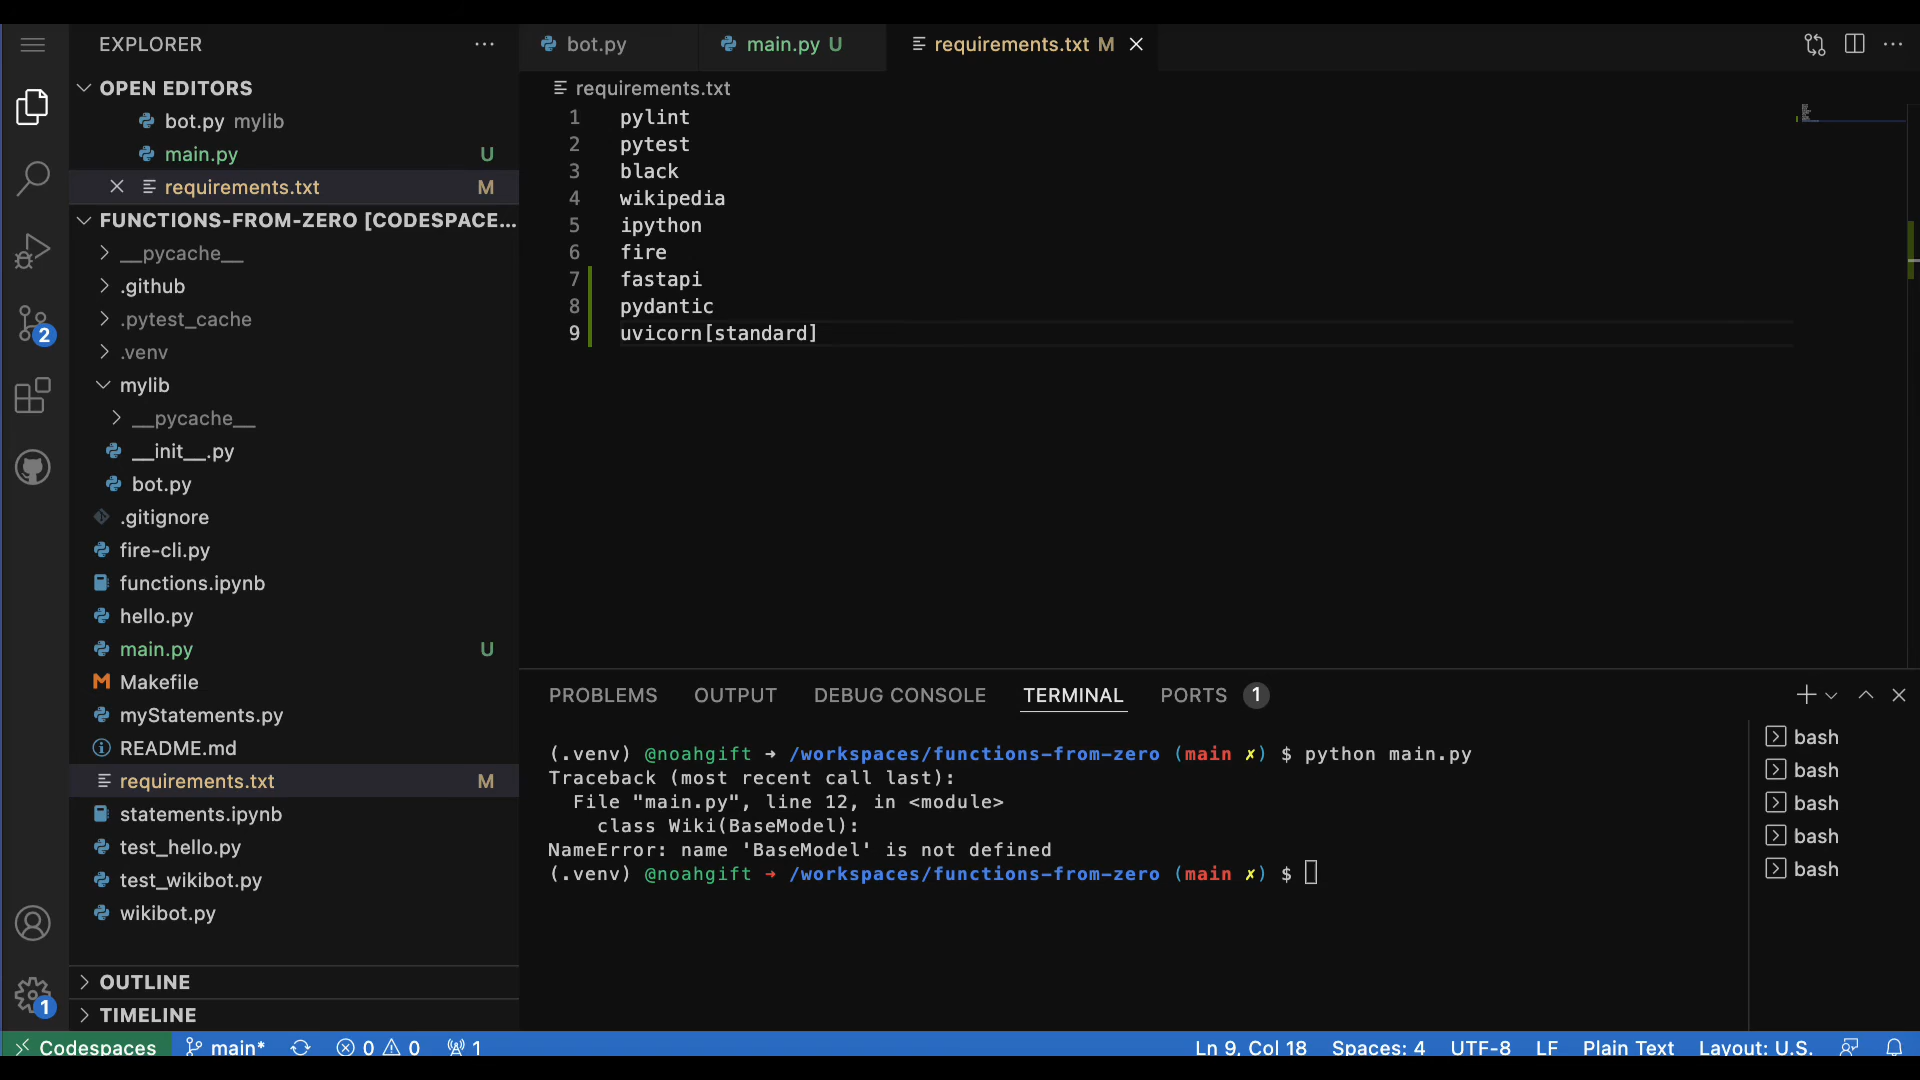 EXPLORER
OPEN EDITORS
bot.py mylib
main.py U
requirements.txt M
FUNCTIONS-FROM-ZERO [CODESPACE...
__pycache__
.github
.pytest_cache
.venv
mylib
__pycache__
__init__.py
bot.py
.gitignore
fire-cli.py
functions.ipynb
hello.py
main.py U
Makefile
myStatements.py
README.md
requirements.txt M
statements.ipynb
test_hello.py
test_wikibot.py
wikibot.py
OUTLINE
TIMELINE
2
1
bot.py
main.py U
requirements.txt M
requirements.txt
1 pylint
2 pytest
3 black
4 wikipedia
5 ipython
6 fire
7 fastapi
8 pydantic
9 uvicorn[standard]
PROBLEMS OUTPUT DEBUG CONSOLE TERMINAL PORTS 1
(.venv) @noahgift → /workspaces/functions-from-zero (main ✗) $ python main.py
Traceback (most recent call last):
File "main.py", line 12, in <module>
class Wiki(BaseModel):
NameError: name 'BaseModel' is not defined
(.venv) @noahgift → /workspaces/functions-from-zero (main ✗) $
bash
bash
bash
bash
bash
Codespaces main* 0 0 1 Ln 9, Col 18 Spaces: 4 UTF-8 LF Plain Text Layout: U.S.